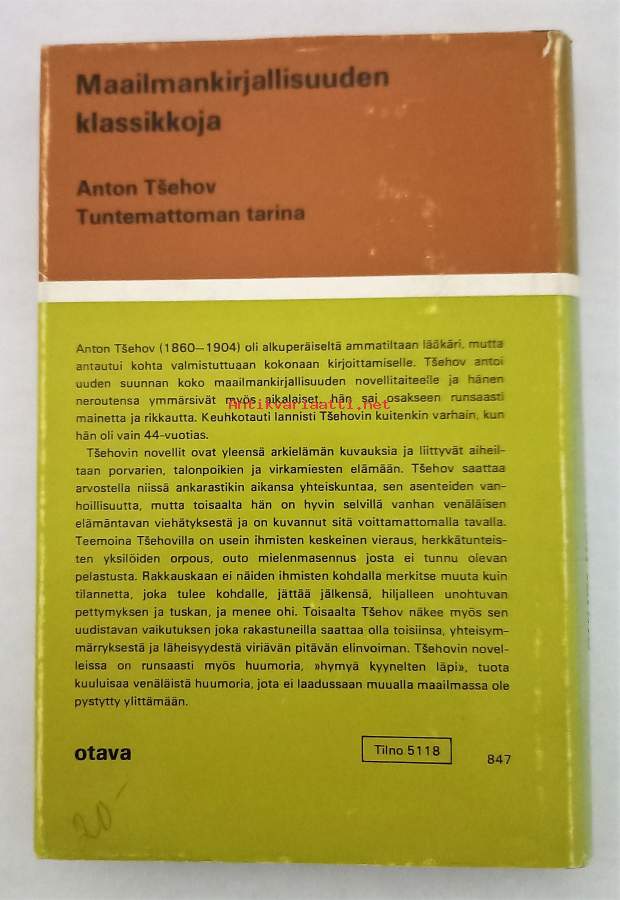 Maailmankirjallisuuden
klassikkoja
Anton Tšehov
Tuntemattoman tarina
Anton Tšehov (1860—1904) oli alkuperäiseltä ammatiltaan lääkäri, mutta
antautui kohta valmistuttuaan kokonaan kirjoittamiselle. Tšehov antoi
uuden suunnan koko maailmankirjallisuuden novellitaiteelle ja hänen
neroutensa ymmärsivät myös aikalaiset, hän sai osakseen runsaasti
Antikvariaatti.net
mainetta ja rikkautta. Keuhkotauti lannisti Tšehovin kuitenkin varhain, kun
hän oli vain 44-vuotias.
Tšehovin novellit ovat yleensä arkielämän kuvauksia ja liittyvät aiheil-
taan porvarien, talonpoikien ja virkamiesten elämään. Tšehov saattaa
arvostella niissä ankarastikin aikansa yhteiskuntaa, sen asenteiden van-
hoillisuutta, mutta toisaalta hän on hyvin selvillä vanhan venäläisen
elämäntavan viehätyksestä ja on kuvannut sitä voittamattomalla tavalla.
Teemoina Tšehovilla on usein ihmisten keskeinen vieraus, herkkätunteis-
ten yksilöiden orpous, outo mielenmasennus josta ei tunnu olevan
pelastusta. Rakkauskaan ei näiden ihmisten kohdalla merkitse muuta kuin
tilannetta, joka tulee kohdalle, jättää jälkensä, hiljalleen unohtuvan
pettymyksen ja tuskan, ja menee ohi. Toisaalta Tšehov näkee myös sen
uudistavan vaikutuksen joka rakastuneilla saattaa olla toisiinsa, yhteisym-
märryksestä ja läheisyydestä viriävän pitävän elinvoiman. Tšehovin novel-
leissa on runsaasti myös huumoria, »hymyä kyynelten läpi», tuota
kuuluisaa venäläistä huumoria, jota ei laadussaan muualla maailmassa ole
pystytty ylittämään.
otava
Tilno 5118
847
20-